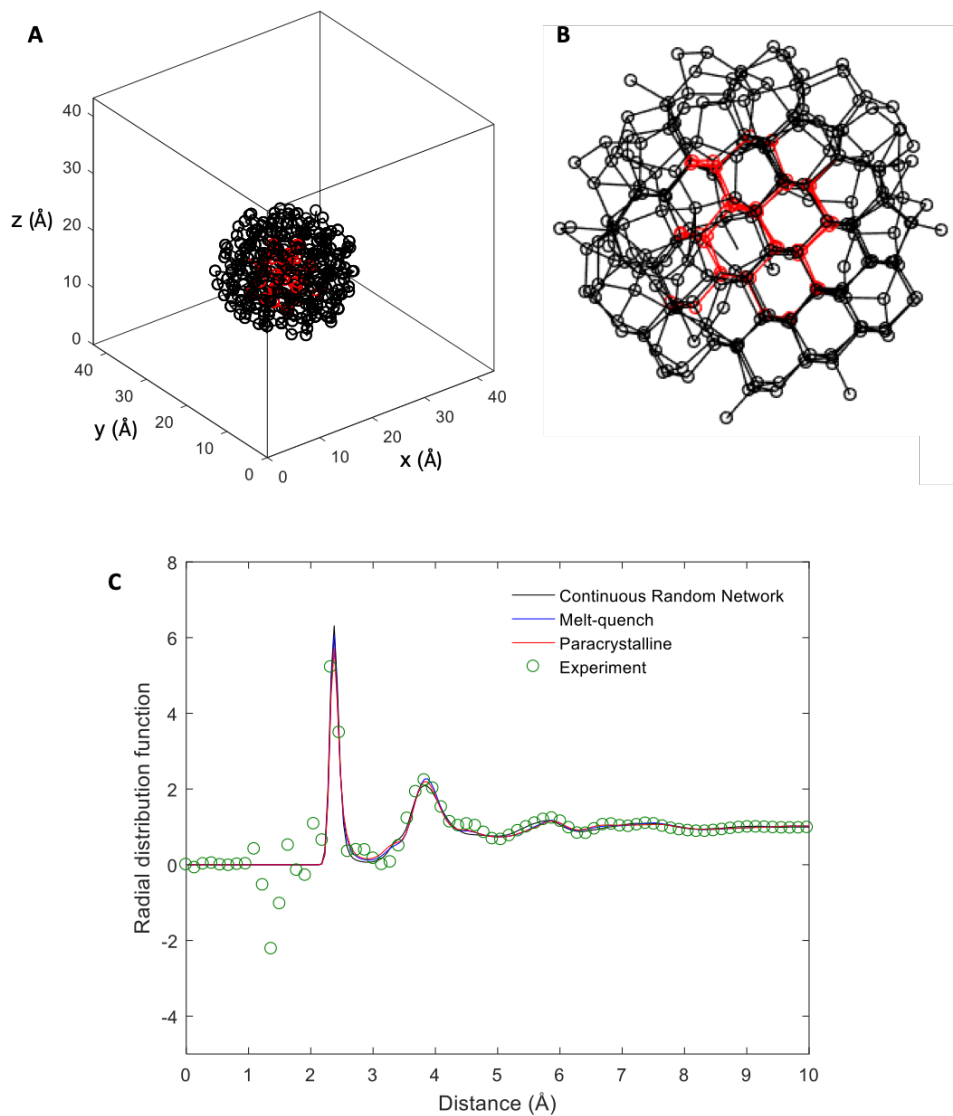 A
B
40
30
z (Å)
20
10
0
40
30
y (Å)
20
10
0
0
10
20
x (Å)
30
40
C
8
6
4
2
0
-2
-4
Radial distribution function
Continuous Random Network
Melt-quench
Paracrystalline
Experiment
0 1 2 3 4 5 6 7 8 9 10
Distance (Å)